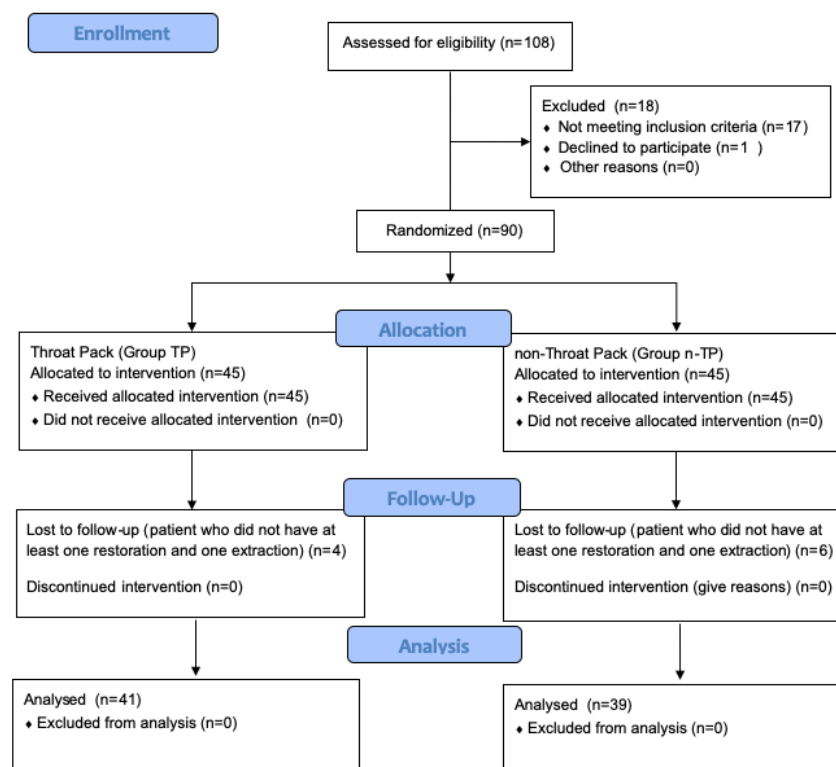 Enrollment
Assessed for eligibility (n=108)
Excluded (n=18)
♦ Not meeting inclusion criteria (n=17)
♦ Declined to participate (n=1 )
♦ Other reasons (n=0)
Randomized (n=90)
Allocation
Throat Pack (Group TP)
Allocated to intervention (n=45)
♦ Received allocated intervention (n=45)
♦ Did not receive allocated intervention (n=0)
non-Throat Pack (Group n-TP)
Allocated to intervention (n=45)
♦ Received allocated intervention (n=45)
♦ Did not receive allocated intervention (n=0)
Follow-Up
Lost to follow-up (patient who did not have at
least one restoration and one extraction) (n=4)
Discontinued intervention (n=0)
Lost to follow-up (patient who did not have at
least one restoration and one extraction) (n=6)
Discontinued intervention (give reasons) (n=0)
Analysis
Analysed (n=41)
♦ Excluded from analysis (n=0)
Analysed (n=39)
♦ Excluded from analysis (n=0)